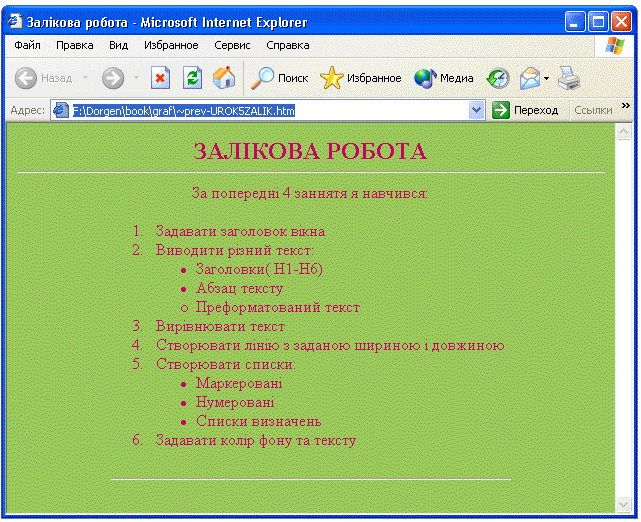 Залікова робота - Microsoft Internet Explorer
Файл Правка Вид Избранное Сервис Справка
Назад Поиск Избранное Медиа
Адрес: F:\Dorgen\book\graf\~prev-UROK5ZALIK.htm Переход Ссылки »
ЗАЛІКОВА РОБОТА
За попередні 4 заннятя я навчився:
1. Задавати заголовок вікна
2. Виводити різний текст:
• Заголовки( H1-H6)
• Абзац тексту
○ Преформатований текст
3. Вирівнювати текст
4. Створювати лінію з заданою шириною і довжиною
5. Створювати списки:
• Маркеровані
• Нумеровані
• Списки визначень
6. Задавати колір фону та тексту